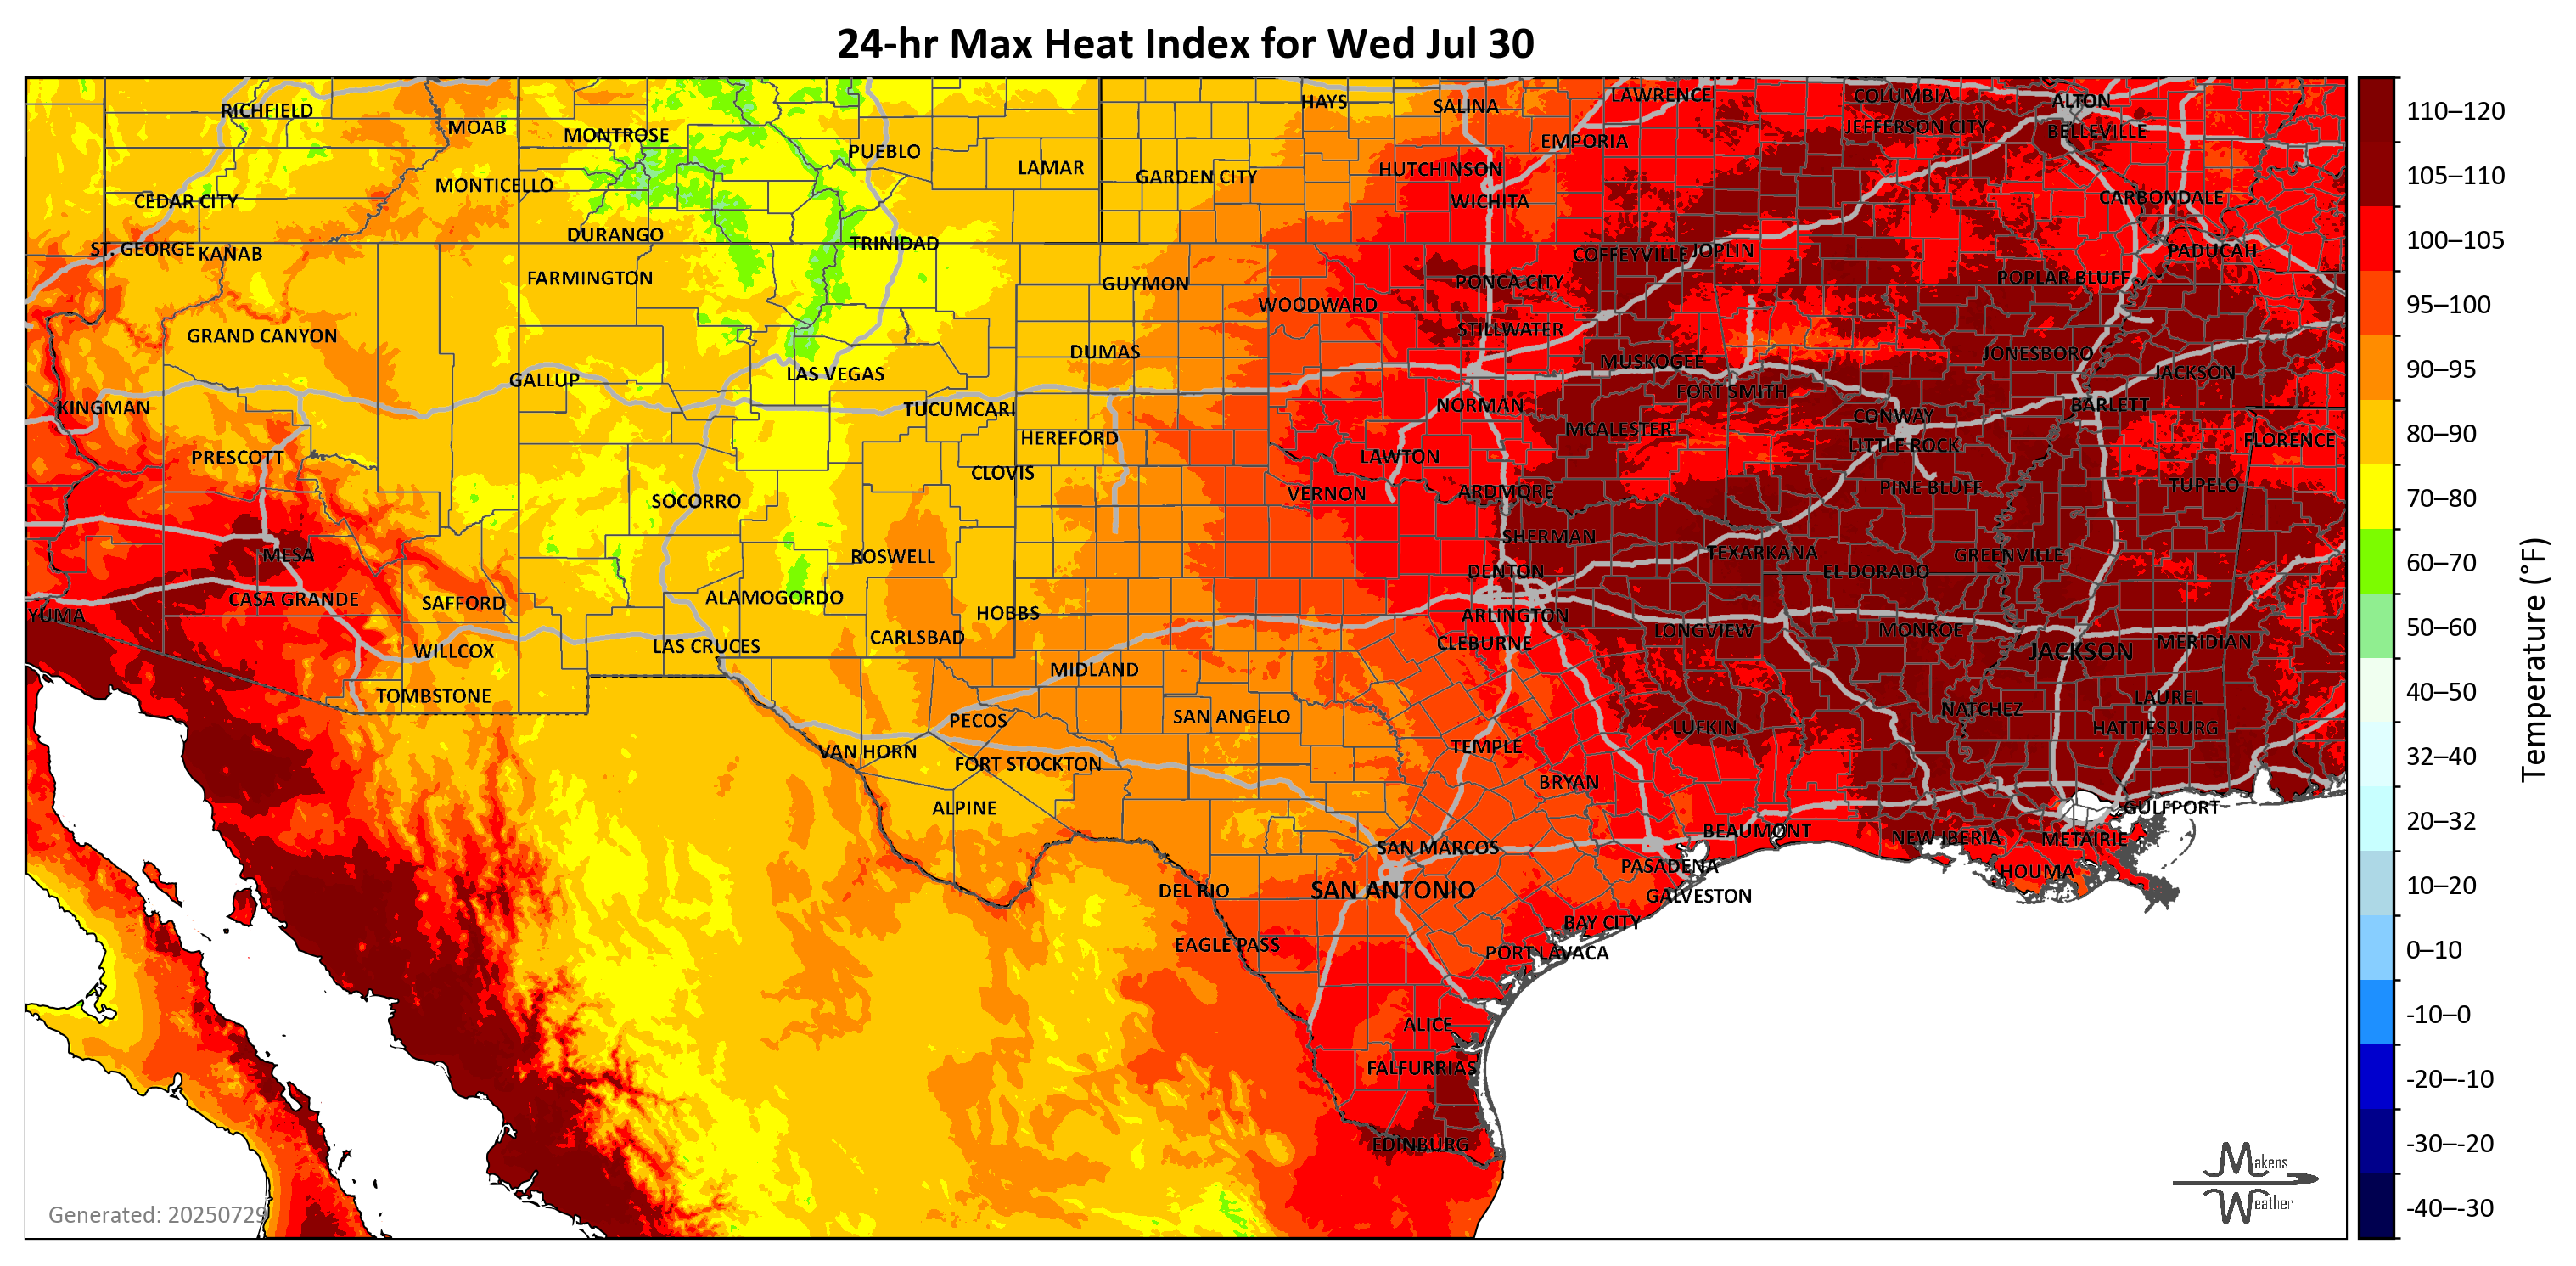 24-hr Max Heat Index for Wed Jul 30
RICHFIELD
MOAB
MONTROSE
PUEBLO
LAMAR
HAYS
SALINA
LAWRENCE
COLUMBIA
ALTON
EMPORIA
JEFFERSON CITY
BELLEVILLE
MONTICELLO
GARDEN CITY
HUTCHINSON
CEDAR CITY
WICHITA
CARBONDALE
ST. GEORGE
KANAB
DURANGO
TRINIDAD
COFFEYVILLE
JOPLIN
PADUCAH
FARMINGTON
GUYMON
PONCA CITY
POPLAR BLUFF
WOODWARD
GRAND CANYON
STILLWATER
DUMAS
MUSKOGEE
JONESBORO
GALLUP
LAS VEGAS
FORT SMITH
JACKSON
KINGMAN
TUCUMCARI
NORMAN
CONWAY
BARLETT
HEREFORD
MCALESTER
LITTLE ROCK
FLORENCE
PRESCOTT
CLOVIS
LAWTON
SOCORRO
VERNON
ARDMORE
PINE BLUFF
TUPELO
MESA
ROSWELL
SHERMAN
TEXARKANA
GREENVILLE
CASA GRANDE
SAFFORD
ALAMOGORDO
DENTON
EL DORADO
YUMA
HOBBS
ARLINGTON
WILLCOX
LAS CRUCES
CARLSBAD
CLEBURNE
LONGVIEW
MONROE
JACKSON
MERIDIAN
TOMBSTONE
MIDLAND
LAUREL
PECOS
SAN ANGELO
LUFKIN
NATCHEZ
HATTIESBURG
VAN HORN
FORT STOCKTON
TEMPLE
BRYAN
ALPINE
GULFPORT
SAN MARCOS
BEAUMONT
NEW IBERIA
METAIRIE
DEL RIO
SAN ANTONIO
PASADENA
HOUMA
GALVESTON
EAGLE PASS
BAY CITY
PORT LAVACA
ALICE
FALFURRIAS
EDINBURG
Generated: 20250729
Makens
Weather
110–120
105–110
100–105
95–100
90–95
80–90
70–80
60–70
50–60
40–50
32–40
20–32
10–20
0–10
-10–0
-20–-10
-30–-20
-40–-30
Temperature (°F)